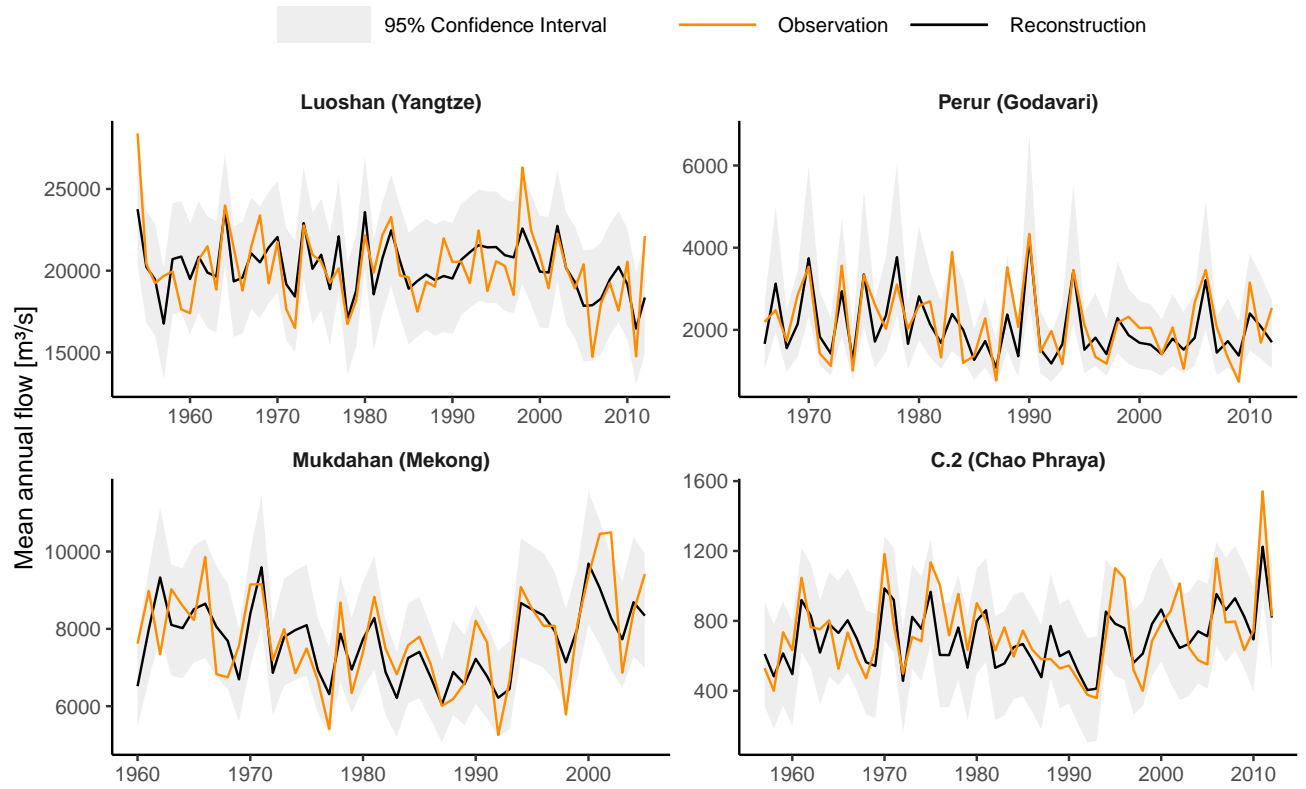 95% Confidence Interval Observation Reconstruction
Luoshan (Yangtze)
25000
20000
15000
1960 1970 1980 1990 2000 2010
Perur (Godavari)
6000
4000
2000
1970 1980 1990 2000 2010
Mean annual flow [m³/s]
Mukdahan (Mekong)
10000
8000
6000
1960 1970 1980 1990 2000
C.2 (Chao Phraya)
1600
1200
800
400
1960 1970 1980 1990 2000 2010